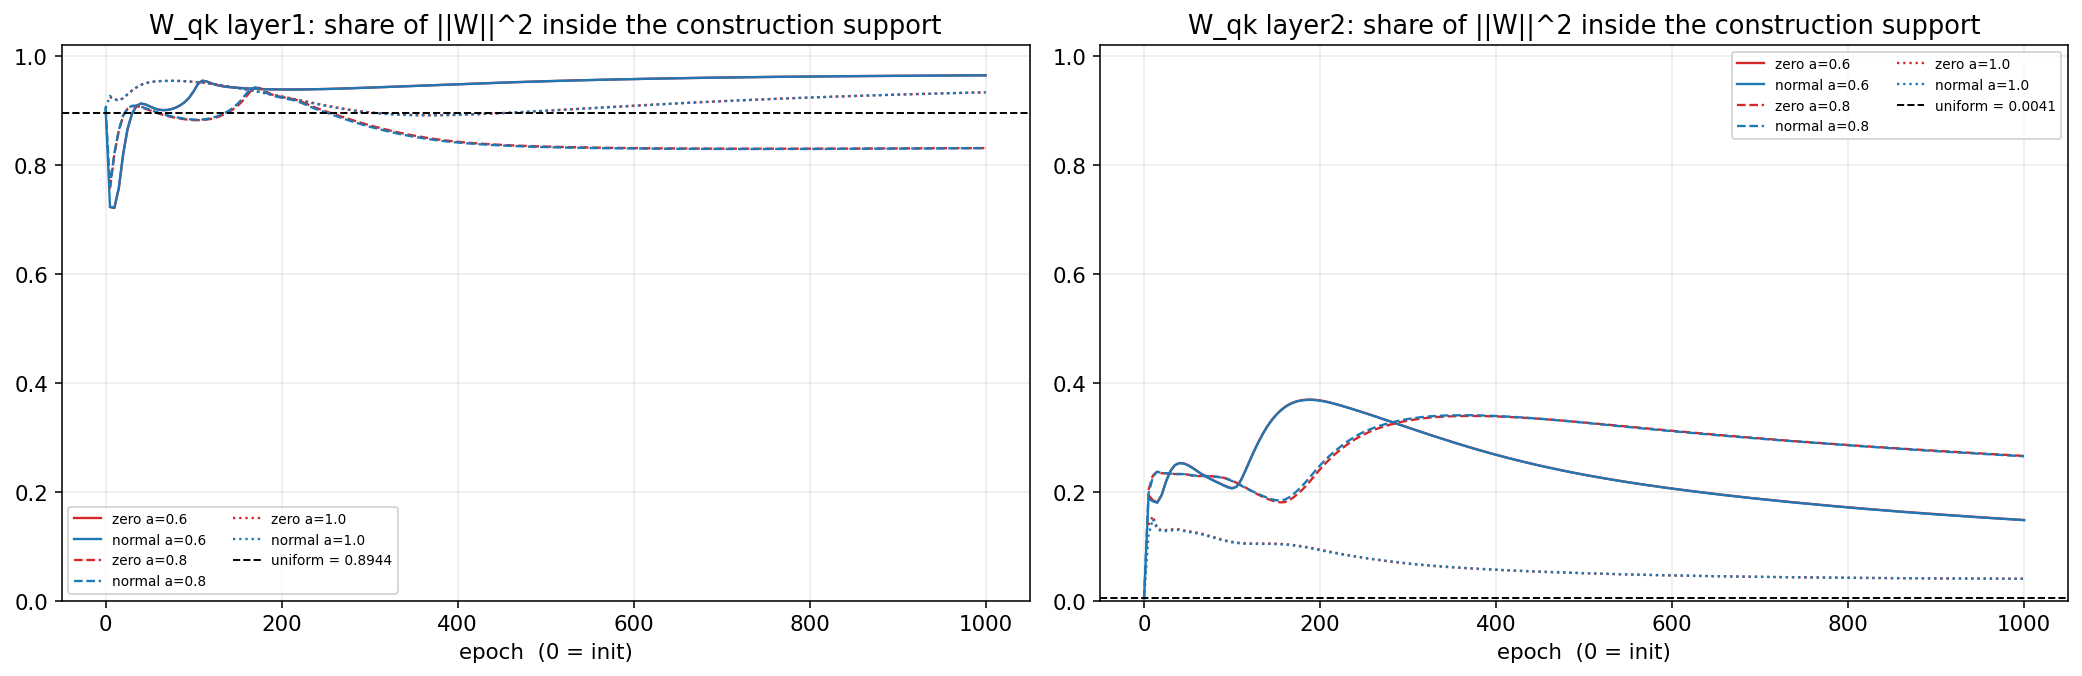 W_qk layer1: share of ||W||^2 inside the construction support
1.0
0.8
0.6
0.4
0.2
0.0
zero a=0.6
normal a=0.6
zero a=0.8
normal a=0.8
zero a=1.0
normal a=1.0
uniform = 0.8944
0 200 400 600 800 1000
epoch (0 = init)
W_qk layer2: share of ||W||^2 inside the construction support
1.0
0.8
0.6
0.4
0.2
0.0
zero a=0.6
normal a=0.6
zero a=0.8
normal a=0.8
zero a=1.0
normal a=1.0
uniform = 0.0041
0 200 400 600 800 1000
epoch (0 = init)